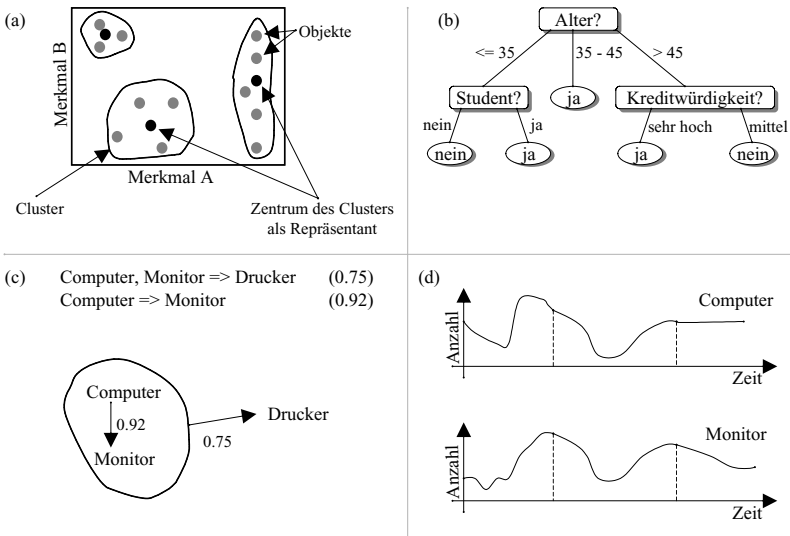 (a)
Merkmal B
Objekte
Merkmal A
Cluster
Zentrum des Clusters
als Repräsentant
(b)
Alter?
<= 35
35 - 45
> 45
Student?
ja
Kreditwürdigkeit?
nein
ja
sehr hoch
mittel
nein
ja
ja
nein
(c)
Computer, Monitor => Drucker (0.75)
Computer => Monitor (0.92)
Computer
0.92
Monitor
0.75
Drucker
(d)
Anzahl
Computer
Zeit
Anzahl
Monitor
Zeit